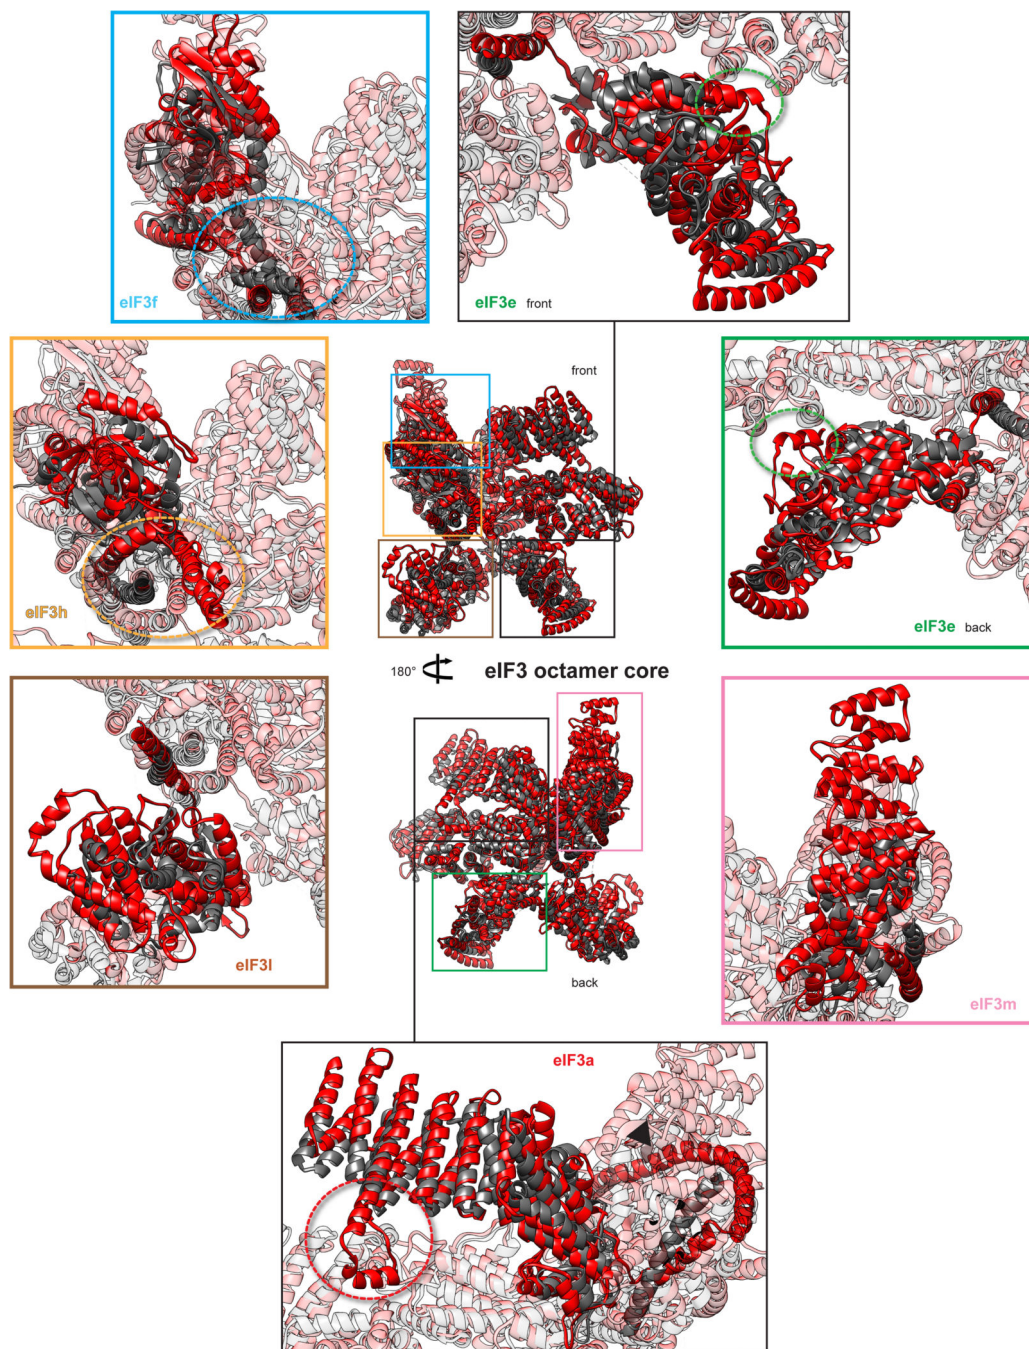 eIF3f
eIF3e front
front
eIF3h
eIF3e back
180° eIF3 octamer core
eIF3l
back
eIF3m
eIF3a